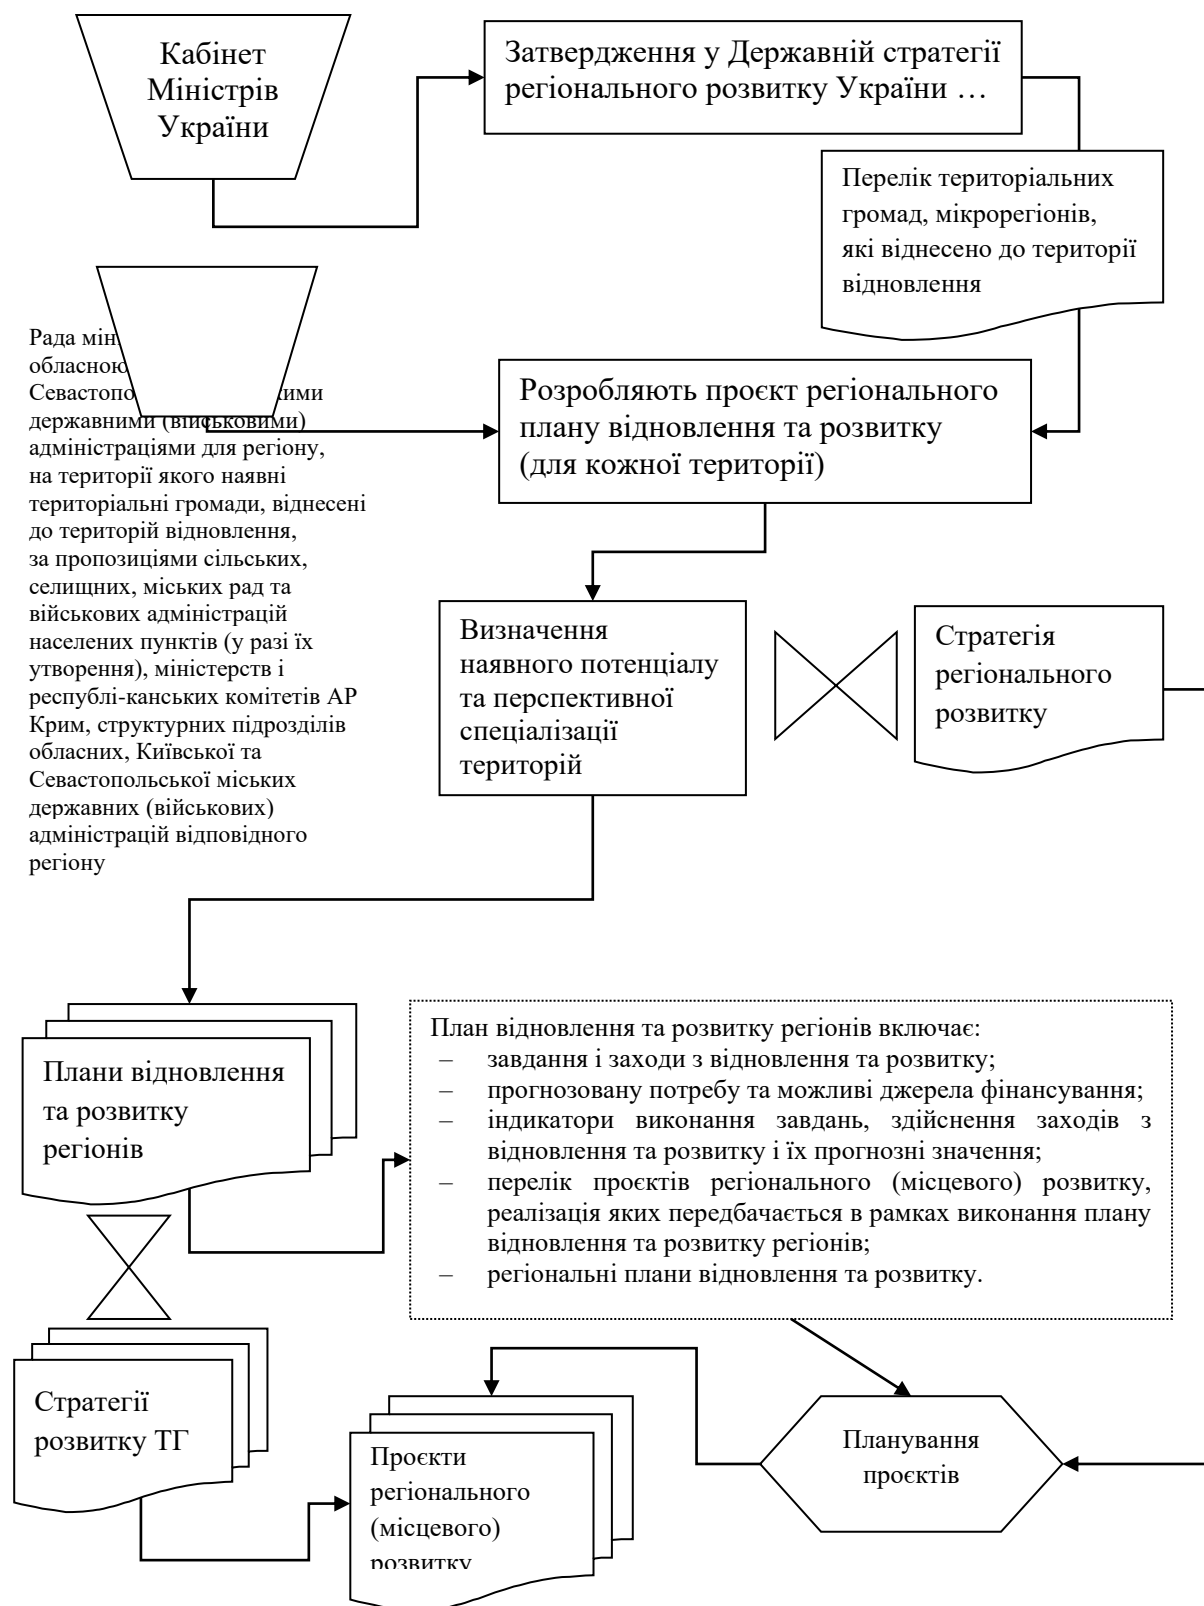 Кабінет
Міністрів
України
Затвердження у Державній стратегії
регіонального розвитку України …
Перелік територіальних
громад, мікрорегіонів,
які віднесено до території
відновлення
Рада
обласною
державними (військовими)
адміністраціями для регіону,
на території якого наявні
територіальні громади, віднесені
до територій відновлення,
за пропозиціями сільських,
селищних, міських рад та
військових адміністрацій
населених пунктів (у разі їх
утворення), міністерств і
республі-канських комітетів АР
Крим, структурних підрозділів
обласних, Київської та
Севастопольської міських
державних (військових)
адміністрацій відповідного
регіону
Розробляють проєкт регіонального
плану відновлення та розвитку
(для кожної території)
Визначення
наявного потенціалу
та перспективної
спеціалізації
територій
Стратегія
регіонального
розвитку
Плани відновлення
та розвитку
регіонів
План відновлення та розвитку регіонів включає:
– завдання і заходи з відновлення та розвитку;
– прогнозовану потребу та можливі джерела фінансування;
– індикатори виконання завдань, здійснення заходів з
відновлення та розвитку і їх прогнозні значення;
– перелік проєктів регіонального (місцевого) розвитку,
реалізація яких передбачається в рамках виконання плану
відновлення та розвитку регіонів;
– регіональні плани відновлення та розвитку.
Стратегії
розвитку ТГ
Проєкти
регіонального
(місцевого)
розвитку
Планування
проєктів